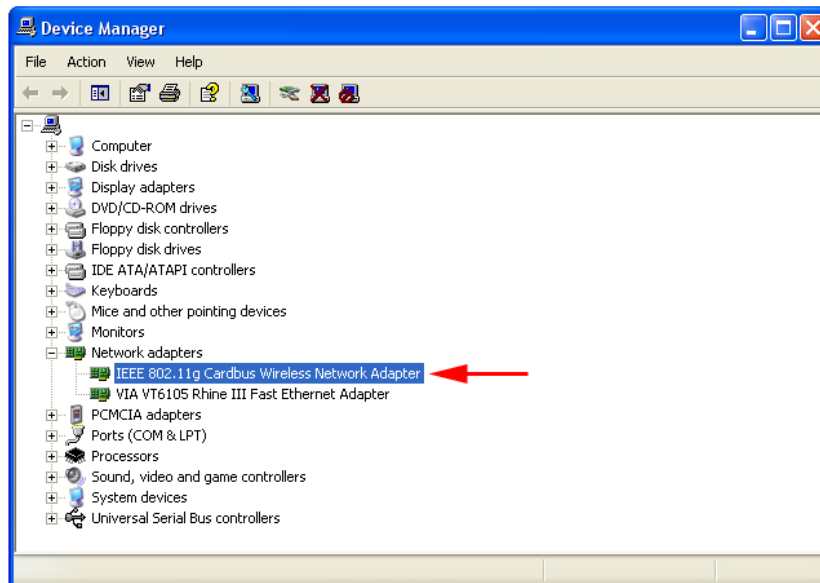 Device Manager
File Action View Help
Computer
Disk drives
Display adapters
DVD/CD-ROM drives
Floppy disk controllers
Floppy disk drives
IDE ATA/ATAPI controllers
Keyboards
Mice and other pointing devices
Monitors
Network adapters
IEEE 802.11g Cardbus Wireless Network Adapter
VIA VT6105 Rhine III Fast Ethernet Adapter
PCMCIA adapters
Ports (COM & LPT)
Processors
Sound, video and game controllers
System devices
Universal Serial Bus controllers